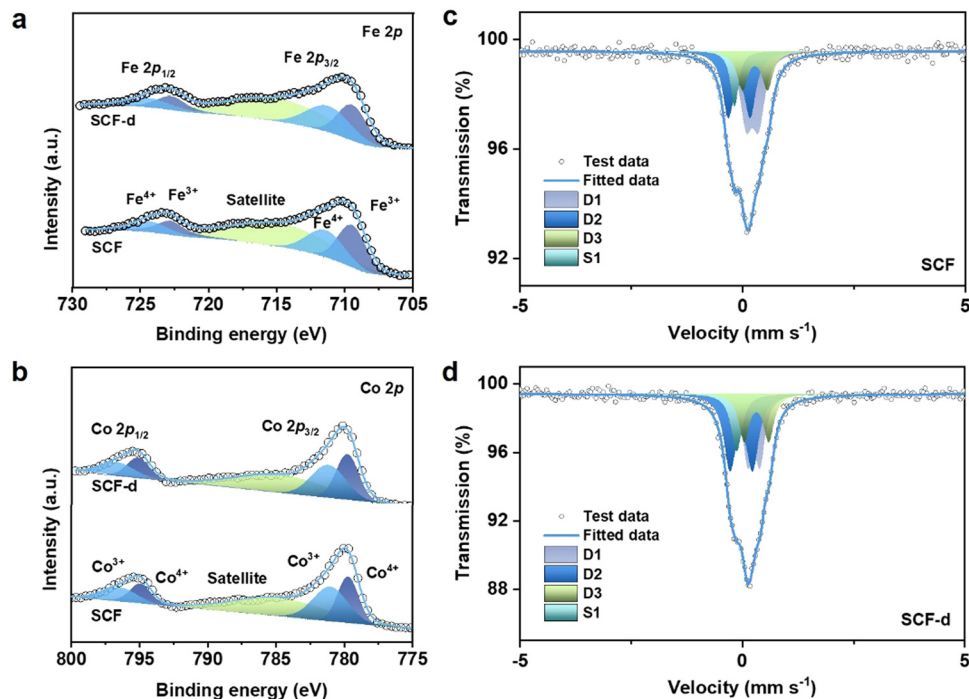 a
Fe 2p
Fe 2p1/2
Fe 2p3/2
SCF-d
Fe4+
Fe3+
Satellite
Fe4+
Fe3+
SCF
Intensity (a.u.)
730 725 720 715 710 705
Binding energy (eV)
b
Co 2p
Co 2p1/2
Co 2p3/2
SCF-d
Co3+
Co4+
Satellite
Co3+
Co4+
SCF
Intensity (a.u.)
800 795 790 785 780 775
Binding energy (eV)
c
100
96
92
Transmission (%)
Test data
Fitted data
D1
D2
D3
S1
SCF
-5 0 5
Velocity (mm s-1)
d
100
96
92
88
Transmission (%)
Test data
Fitted data
D1
D2
D3
S1
SCF-d
-5 0 5
Velocity (mm s-1)